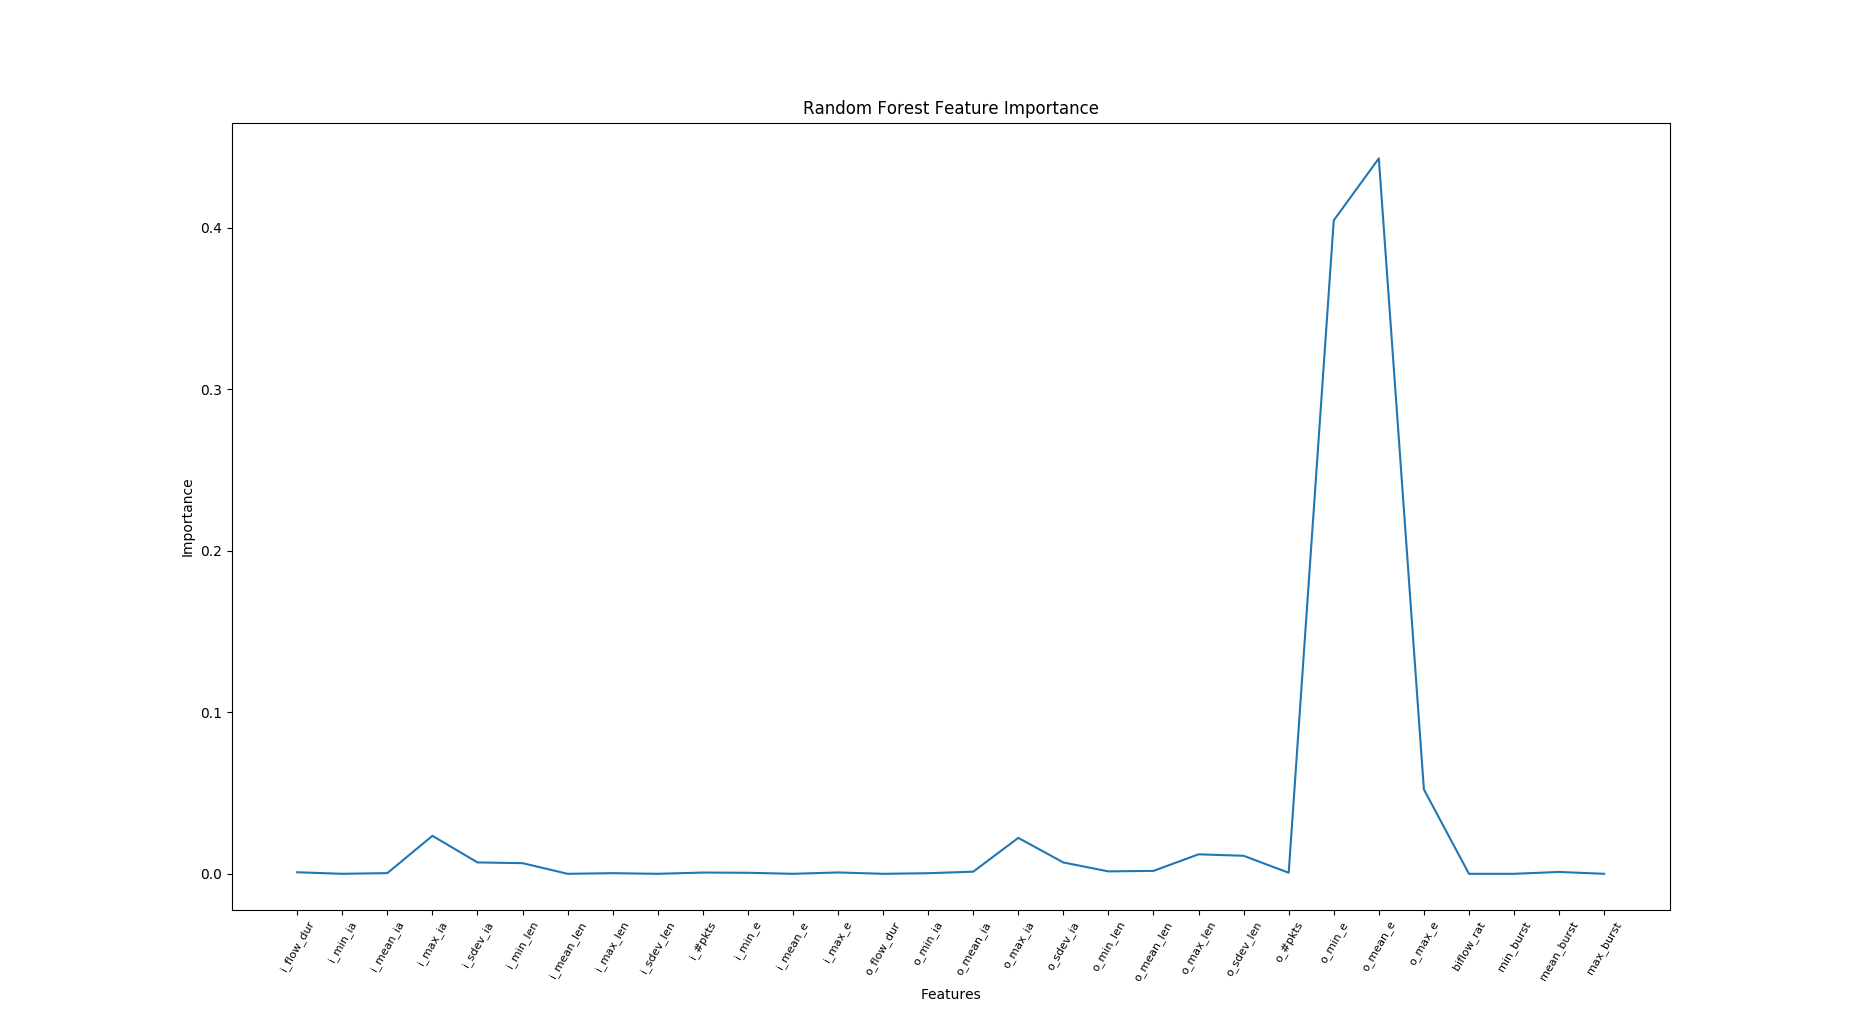 Random Forest Feature Importance
Importance
0.4
0.3
0.2
0.1
0.0
i_flow_dur
i_min_ia
i_mean_ia
i_max_ia
i_sdev_ia
i_min_len
i_mean_len
i_max_len
i_sdev_len
i_#pkts
i_min_e
i_mean_e
i_max_e
o_flow_dur
o_min_ia
o_mean_ia
o_max_ia
o_sdev_ia
o_min_len
o_mean_len
o_max_len
o_sdev_len
o_#pkts
o_min_e
o_mean_e
o_max_e
biflow_rat
min_burst
mean_burst
max_burst
Features